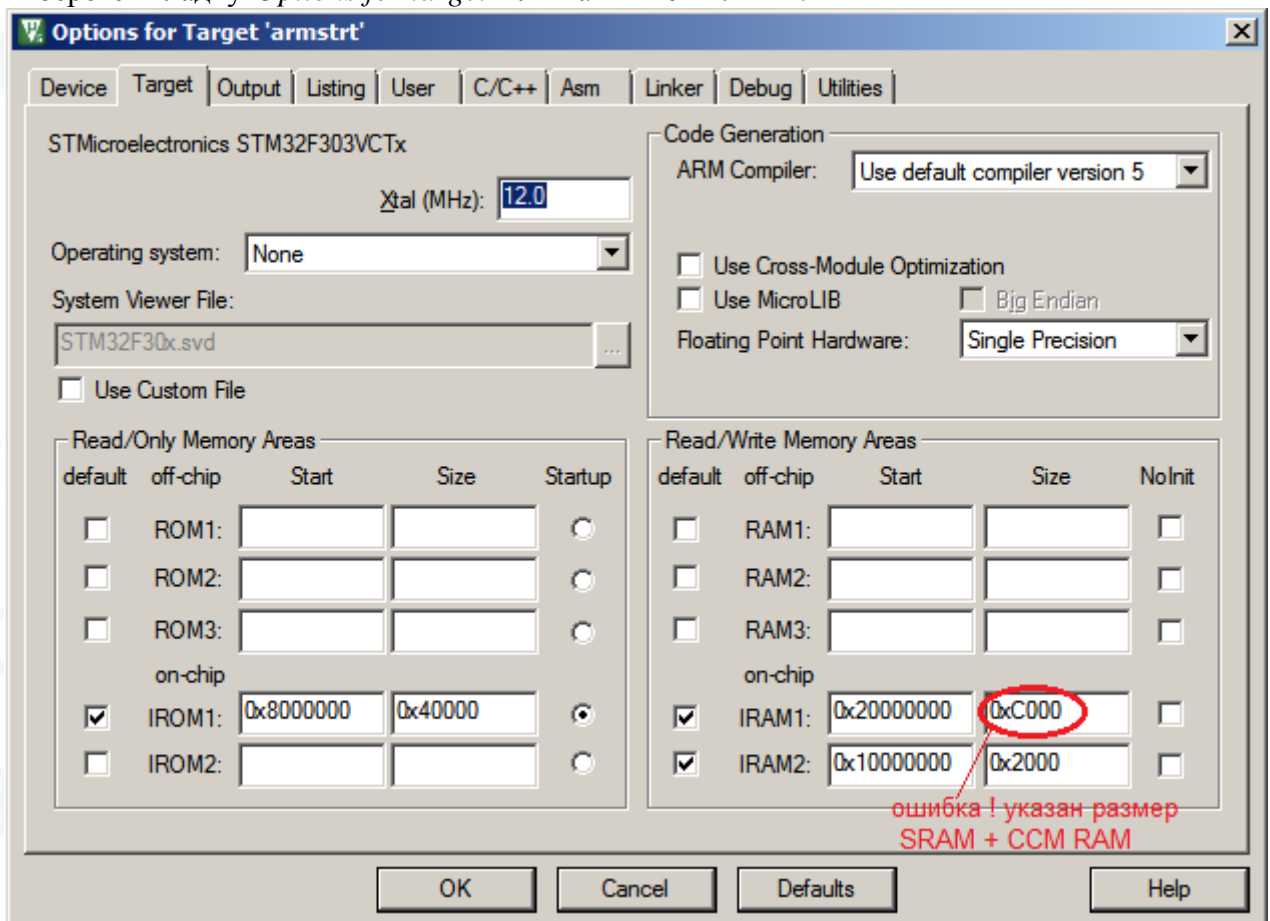 Options for Target 'armstrt'
Device Target Output Listing User C/C++ Asm Linker Debug Utilities
STMicroelectronics STM32F303VCTx
Xtal (MHz): 12.0
Operating system: None
System Viewer File:
STM32F30x.svd ...
Use Custom File
Code Generation
ARM Compiler: Use default compiler version 5
Use Cross-Module Optimization
Use MicroLIB Big Endian
Floating Point Hardware: Single Precision
Read/Only Memory Areas
default off-chip Start Size Startup
ROM1:
ROM2:
ROM3:
on-chip
IROM1: 0x8000000 0x40000
IROM2:
Read/Write Memory Areas
default off-chip Start Size NoInit
RAM1:
RAM2:
RAM3:
on-chip
IRAM1: 0x20000000 0xC000
IRAM2: 0x10000000 0x2000
ошибка ! указан размер
SRAM + CCM RAM
OK Cancel Defaults Help